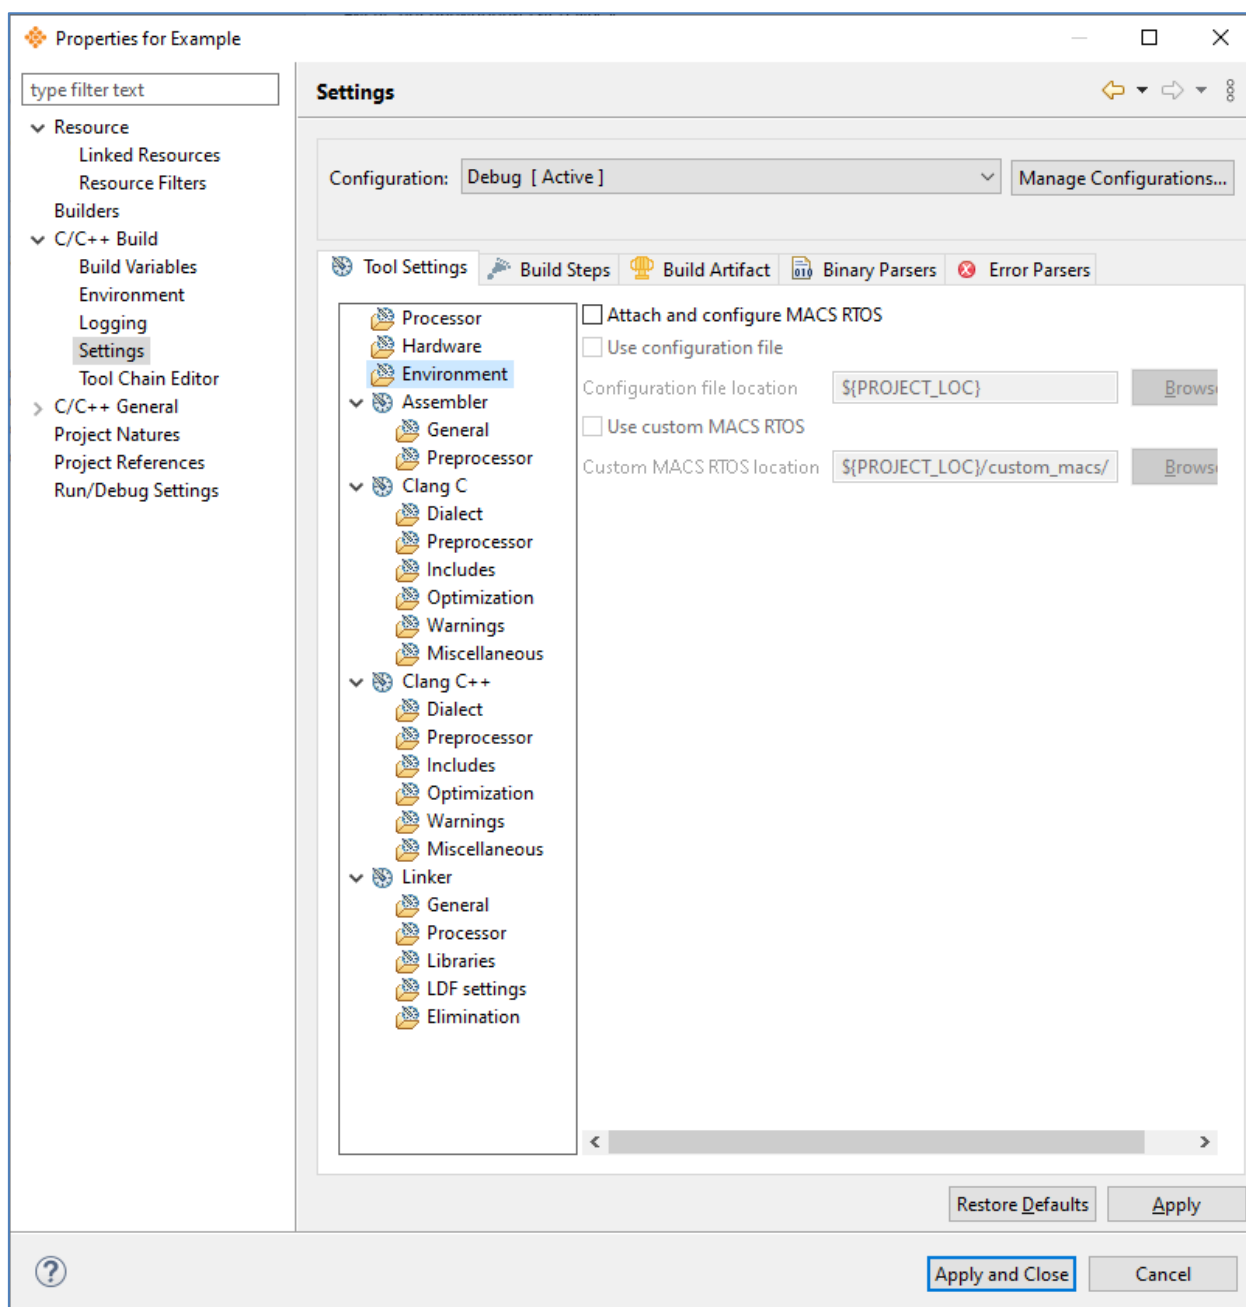 Properties for Example
type filter text
Resource
Linked Resources
Resource Filters
Builders
C/C++ Build
Build Variables
Environment
Logging
Settings
Tool Chain Editor
C/C++ General
Project Natures
Project References
Run/Debug Settings
Settings
Configuration: Debug [ Active ] Manage Configurations...
Tool Settings Build Steps Build Artifact Binary Parsers Error Parsers
Processor
Hardware
Environment
Assembler
General
Preprocessor
Clang C
Dialect
Preprocessor
Includes
Optimization
Warnings
Miscellaneous
Clang C++
Dialect
Preprocessor
Includes
Optimization
Warnings
Miscellaneous
Linker
General
Processor
Libraries
LDF settings
Elimination
Attach and configure MACS RTOS
Use configuration file
Configuration file location ${PROJECT_LOC} Brows
Use custom MACS RTOS
Custom MACS RTOS location ${PROJECT_LOC}/custom_macs/ Brows
Restore Defaults Apply
Apply and Close Cancel